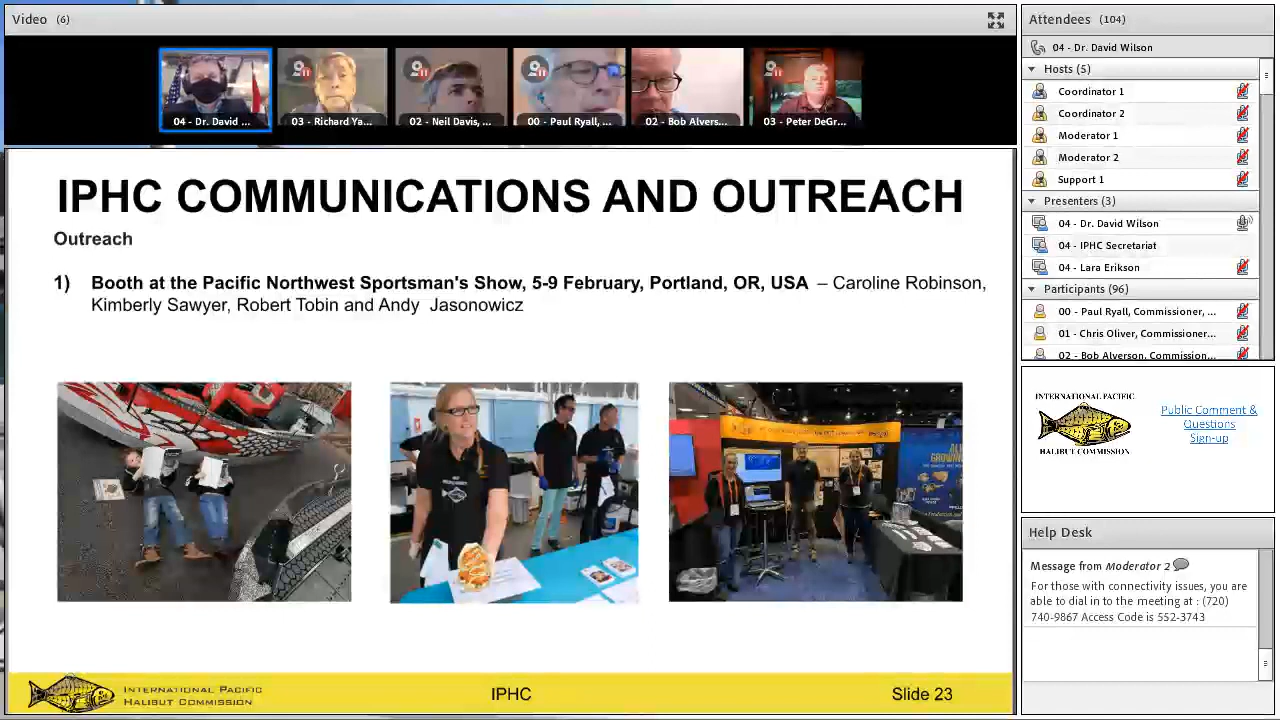 Video (6)
04 - Dr. David ...
03 - Richard Ya...
02 - Neil Davis, ...
00 - Paul Ryall, ...
02 - Bob Alvers...
03 - Peter DeGr...
IPHC COMMUNICATIONS AND OUTREACH
Outreach
1) Booth at the Pacific Northwest Sportsman's Show, 5-9 February, Portland, OR, USA – Caroline Robinson,
Kimberly Sawyer, Robert Tobin and Andy Jasonowicz
INTERNATIONAL PACIFIC
HALIBUT COMMISSION
IPHC
Slide 23
Attendees (104)
04 - Dr. David Wilson
Hosts (5)
Coordinator 1
Coordinator 2
Moderator 1
Moderator 2
Support 1
Presenters (3)
04 - Dr. David Wilson
04 - IPHC Secretariat
04 - Lara Erikson
Participants (96)
00 - Paul Ryall, Commissioner, ...
01 - Chris Oliver, Commissioner...
02 - Bob Alverson, Commission...
INTERNATIONAL PACIFIC
HALIBUT COMMISSION
Public Comment &
Questions
Sign-up
Help Desk
Message from Moderator 2
For those with connectivity issues, you are
able to dial in to the meeting at : (720)
740-9867 Access Code is 552-3743